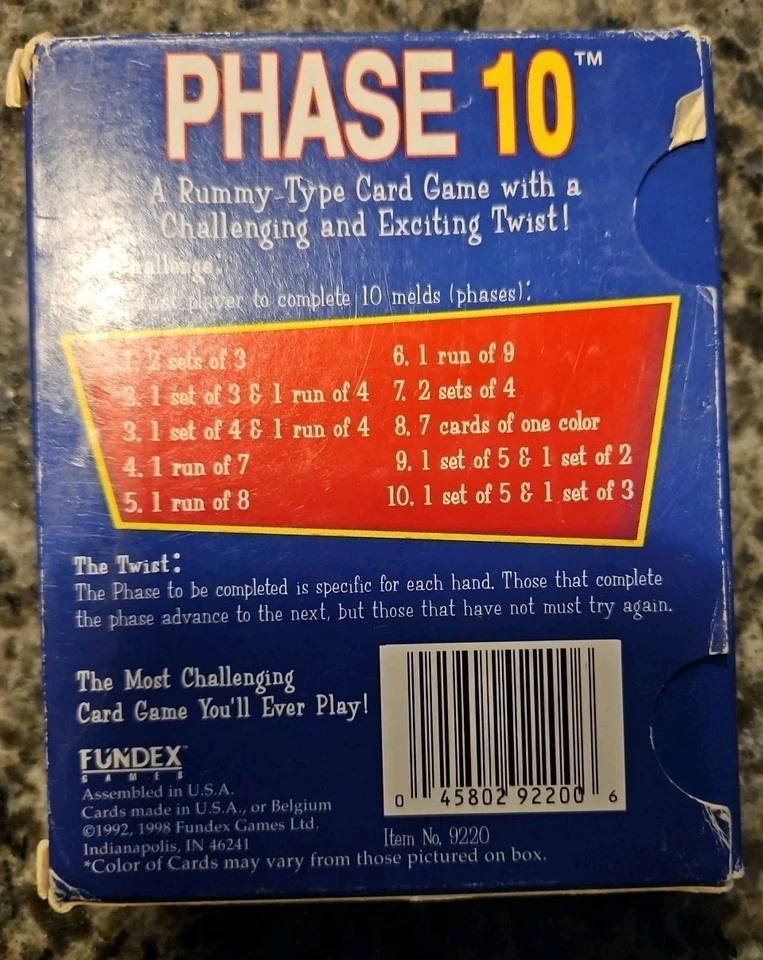 PHASE 10™
A Rummy-Type Card Game with a
Challenging and Exciting Twist!
Challenge:
player to complete 10 melds (phases):
1. 2 sets of 3
2. 1 set of 3 & 1 run of 4
3. 1 set of 4 & 1 run of 4
4. 1 run of 7
5. 1 run of 8
6. 1 run of 9
7. 2 sets of 4
8. 7 cards of one color
9. 1 set of 5 & 1 set of 2
10. 1 set of 5 & 1 set of 3
The Twist:
The Phase to be completed is specific for each hand. Those that complete
the phase advance to the next, but those that have not must try again.
The Most Challenging
Card Game You'll Ever Play!
FUNDEX
GAMES
Assembled in U.S.A.
Cards made in U.S.A., or Belgium
©1992, 1998 Fundex Games Ltd.
Indianapolis, IN 46241
*Color of Cards may vary from those pictured on box.
0 45802 92200 6
Item No. 9220